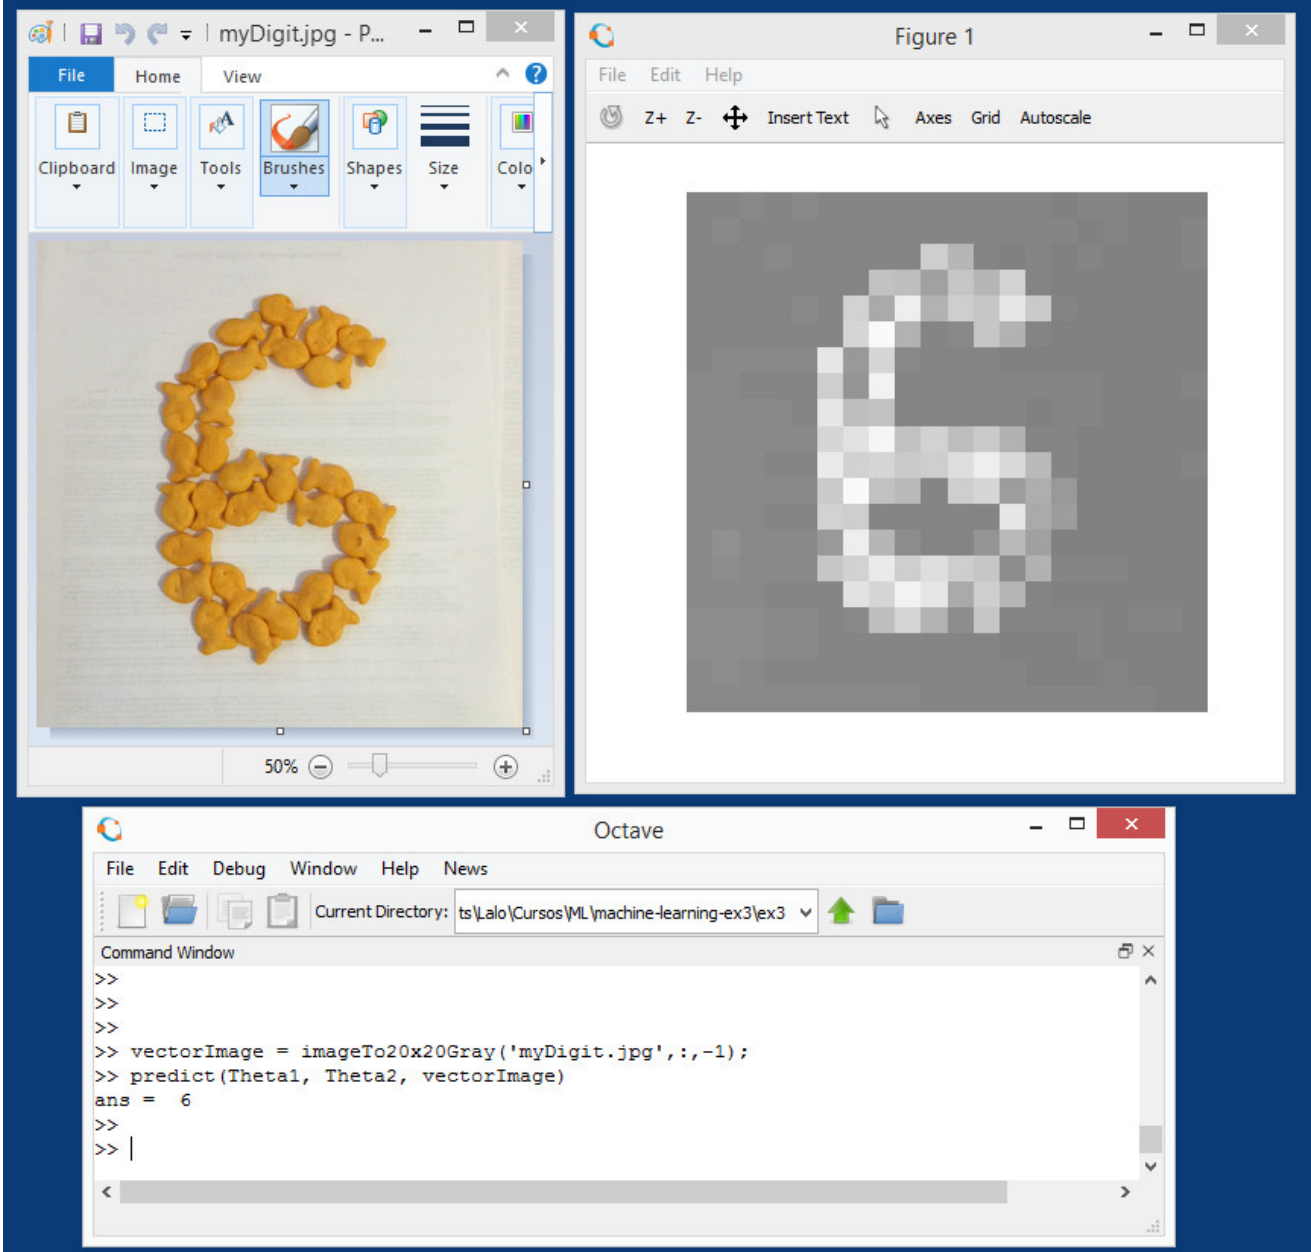 myDigit.jpg - P...
File Home View
Clipboard Image Tools Brushes Shapes Size Colo
50%
Figure 1
File Edit Help
Z+ Z- Insert Text Axes Grid Autoscale
Octave
File Edit Debug Window Help News
Current Directory: ts\Lalo\Cursos\ML\machine-learning-ex3\ex3
Command Window
>>
>>
>>
>> vectorImage = imageTo20x20Gray('myDigit.jpg',:,-1);
>> predict(Theta1, Theta2, vectorImage)
ans =  6
>>
>>